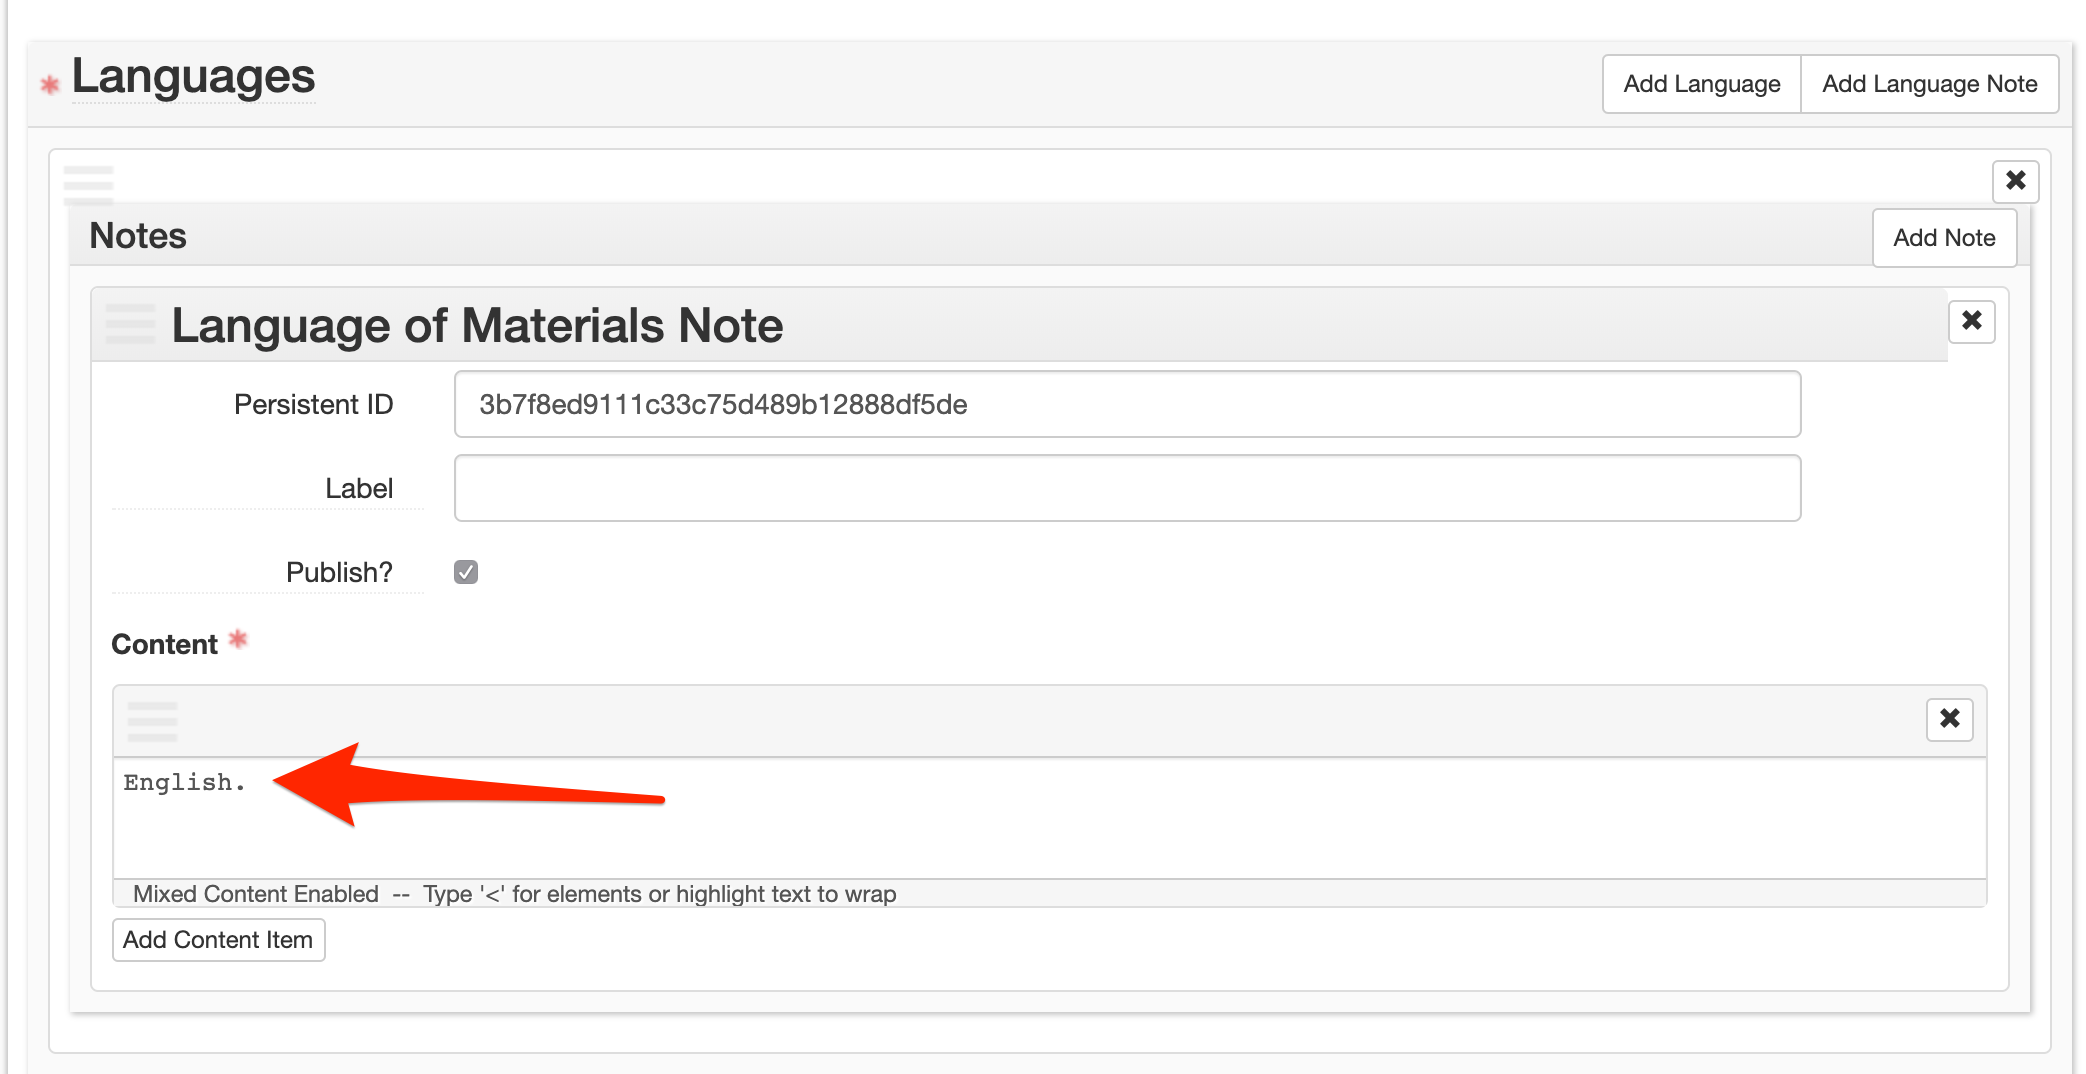 * Languages
Add Language
Add Language Note
Notes
Add Note
Language of Materials Note
Persistent ID
3b7f8ed9111c33c75d489b12888df5de
Label
Publish?
Content *
English.
Mixed Content Enabled -- Type '<' for elements or highlight text to wrap
Add Content Item